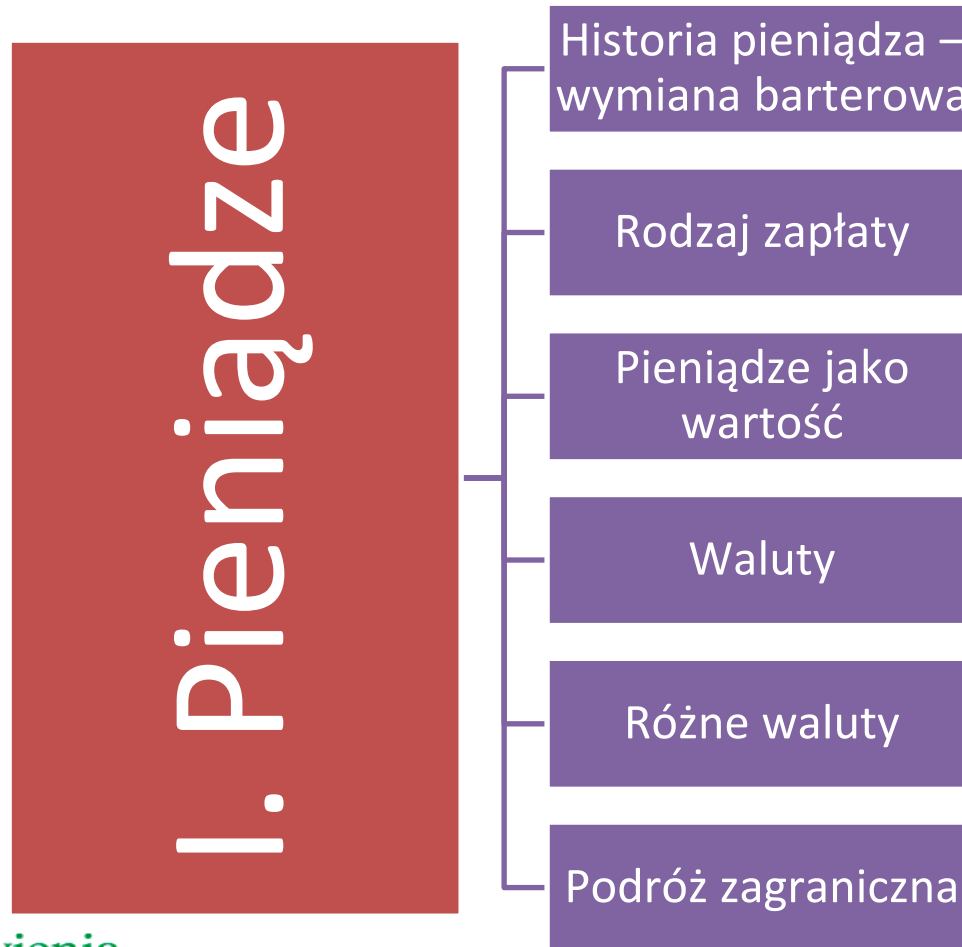 I. Pieniądze
Historia pieniądza –
wymiana barterowa
Rodzaj zapłaty
Pieniądze jako
wartość
Waluty
Różne waluty
Podróż zagraniczna